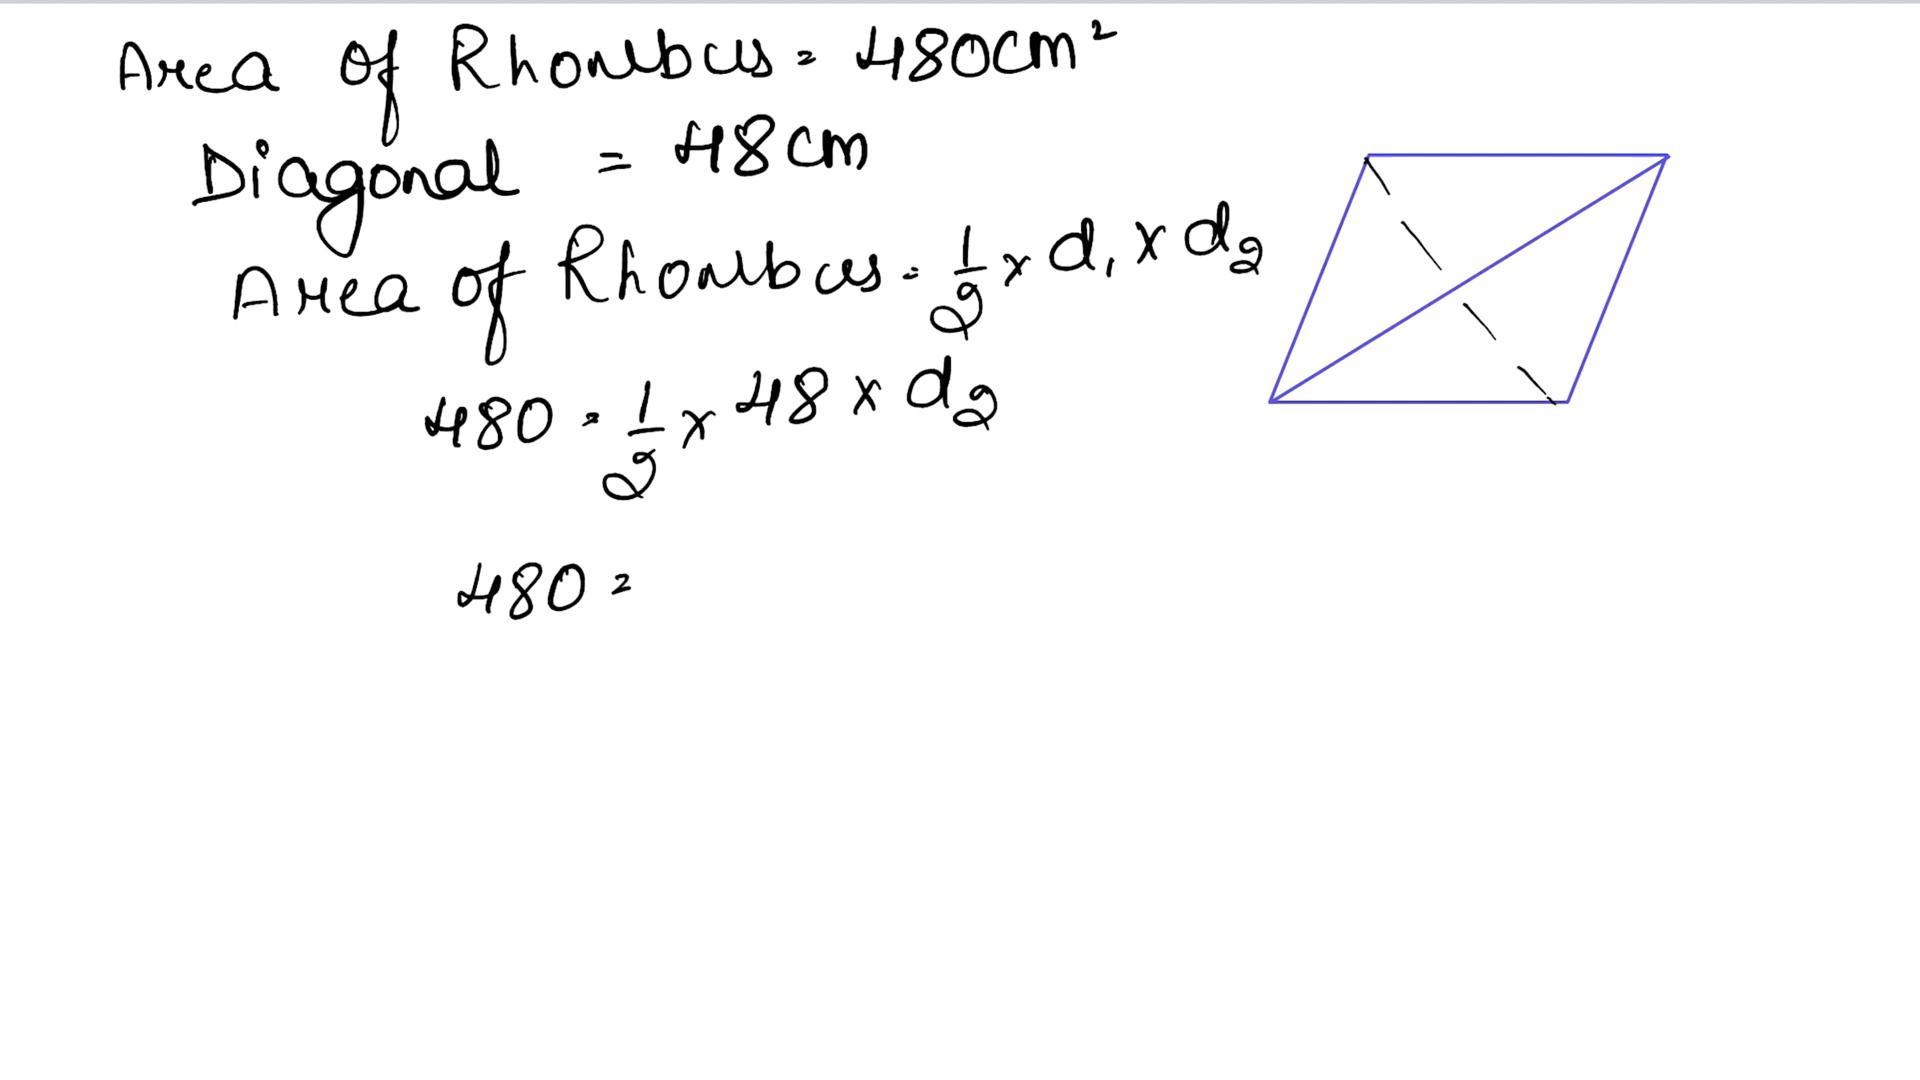 Area of Rhombus = 480cm²
Diagonal = 48cm
Area of Rhombus = 1/2 × d₁ × d₂
480 = 1/2 × 48 × d₂
480 =